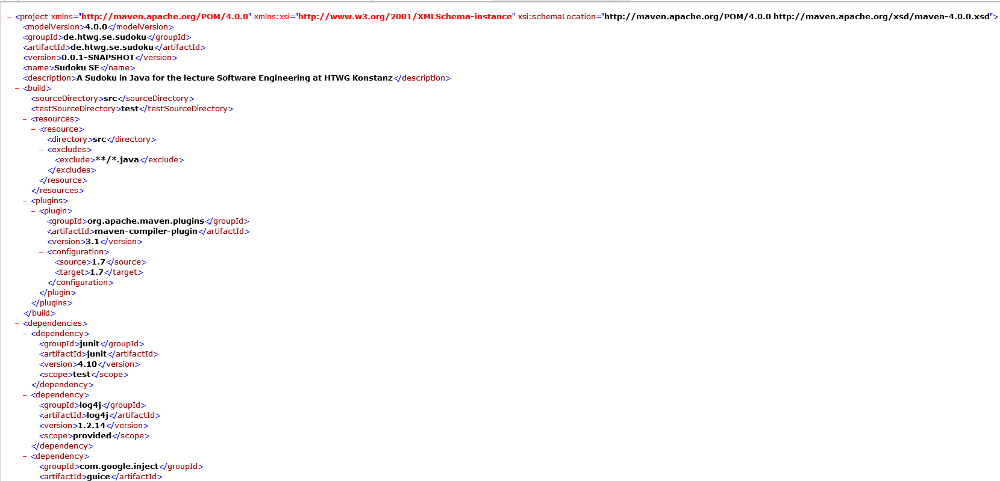 - <project xmlns="http://maven.apache.org/POM/4.0.0" xmlns:xsi="http://www.w3.org/2001/XMLSchema-instance" xsi:schemaLocation="http://maven.apache.org/POM/4.0.0 http://maven.apache.org/xsd/maven-4.0.0.xsd">
<modelVersion>4.0.0</modelVersion>
<groupId>de.htwg.se.sudoku</groupId>
<artifactId>de.htwg.se.sudoku</artifactId>
<version>0.0.1-SNAPSHOT</version>
<name>Sudoku SE</name>
<description>A Sudoku in Java for the lecture Software Engineering at HTWG Konstanz</description>
- <build>
<sourceDirectory>src</sourceDirectory>
<testSourceDirectory>test</testSourceDirectory>
- <resources>
- <resource>
<directory>src</directory>
- <excludes>
<exclude>**/*.java</exclude>
</excludes>
</resource>
</resources>
- <plugins>
- <plugin>
<groupId>org.apache.maven.plugins</groupId>
<artifactId>maven-compiler-plugin</artifactId>
<version>3.1</version>
- <configuration>
<source>1.7</source>
<target>1.7</target>
</configuration>
</plugin>
</plugins>
</build>
- <dependencies>
- <dependency>
<groupId>junit</groupId>
<artifactId>junit</artifactId>
<version>4.10</version>
<scope>test</scope>
</dependency>
- <dependency>
<groupId>log4j</groupId>
<artifactId>log4j</artifactId>
<version>1.2.14</version>
<scope>provided</scope>
</dependency>
- <dependency>
<groupId>com.google.inject</groupId>
<artifactId>guice</artifactId>